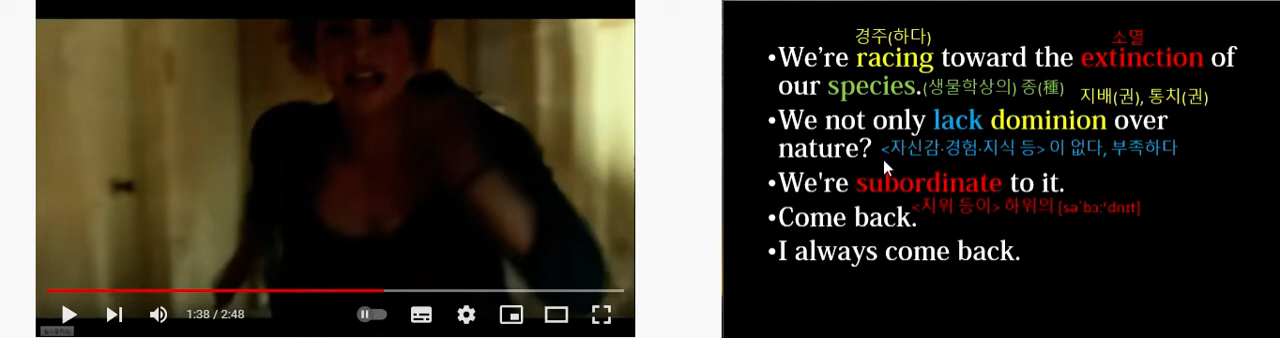 1:38 / 2:48
경주(하다) 소멸
•We're racing toward the extinction of
our species.(생물학상의) 종(種)
지배(권), 통치(권)
•We not only lack dominion over
nature? <자신감·경험·지식 등> 이 없다, 부족하다
•We're subordinate to it.
<지위 등이> 하위의 [sə|bɔ:'dnɪt]
•Come back.
•I always come back.